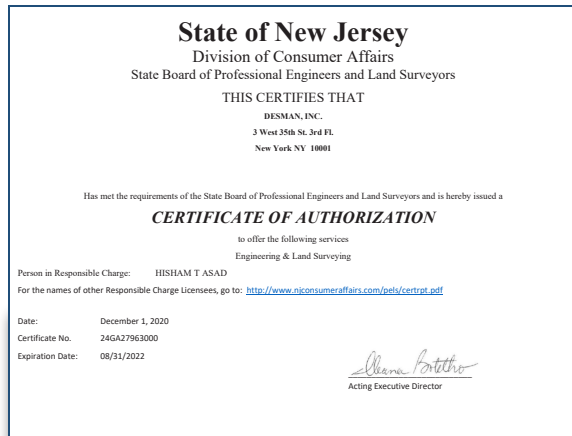 State of New Jersey
Division of Consumer Affairs
State Board of Professional Engineers and Land Surveyors
THIS CERTIFIES THAT
DESMAN, INC.
3 West 35th St. 3rd Fl.
New York NY 10001
Has met the requirements of the State Board of Professional Engineers and Land Surveyors and is hereby issued a
CERTIFICATE OF AUTHORIZATION
to offer the following services
Engineering & Land Surveying
Person in Responsible Charge: HISHAM T ASAD
For the names of other Responsible Charge Licensees, go to: http://www.njconsumeraffairs.com/pels/certrpt.pdf
Date: December 1, 2020
Certificate No. 24GA27963000
Expiration Date: 08/31/2022
Acting Executive Director